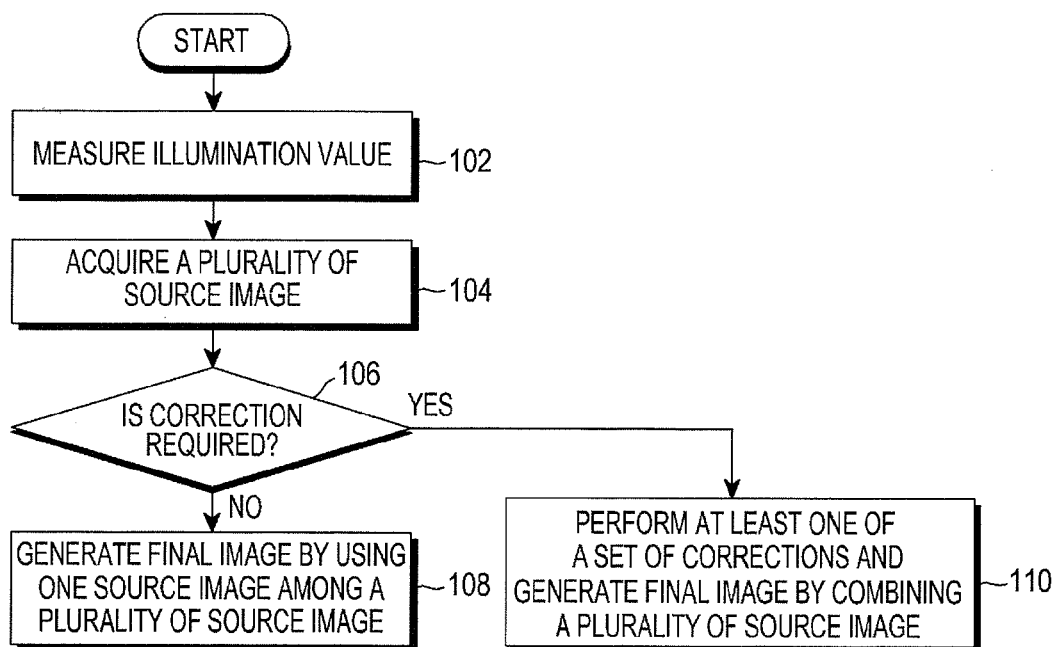 START
MEASURE ILLUMINATION VALUE
102
ACQUIRE A PLURALITY OF
SOURCE IMAGE
104
106
IS CORRECTION
REQUIRED?
YES
NO
GENERATE FINAL IMAGE BY USING
ONE SOURCE IMAGE AMONG A
PLURALITY OF SOURCE IMAGE
108
PERFORM AT LEAST ONE OF
A SET OF CORRECTIONS AND
GENERATE FINAL IMAGE BY COMBINING
A PLURALITY OF SOURCE IMAGE
110